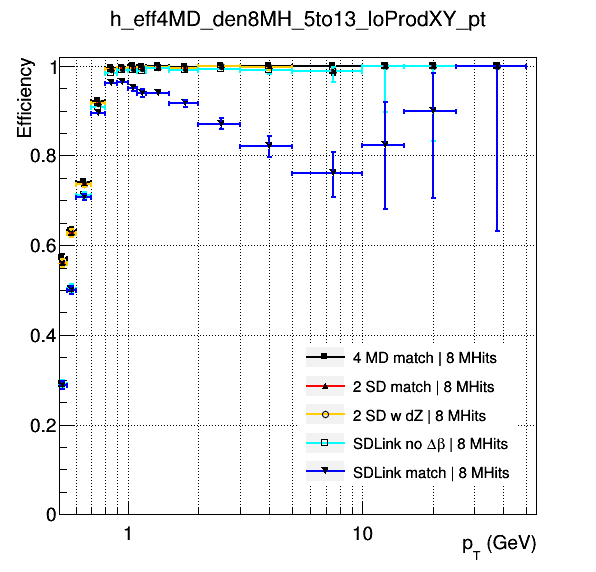 h_eff4MD_den8MH_5to13_loProdXY_pt
Efficiency
1
0.8
0.6
0.4
0.2
0
4 MD match | 8 MHits
2 SD match | 8 MHits
2 SD w dZ | 8 MHits
SDLink no Δβ | 8 MHits
SDLink match | 8 MHits
1 10
p_T (GeV)